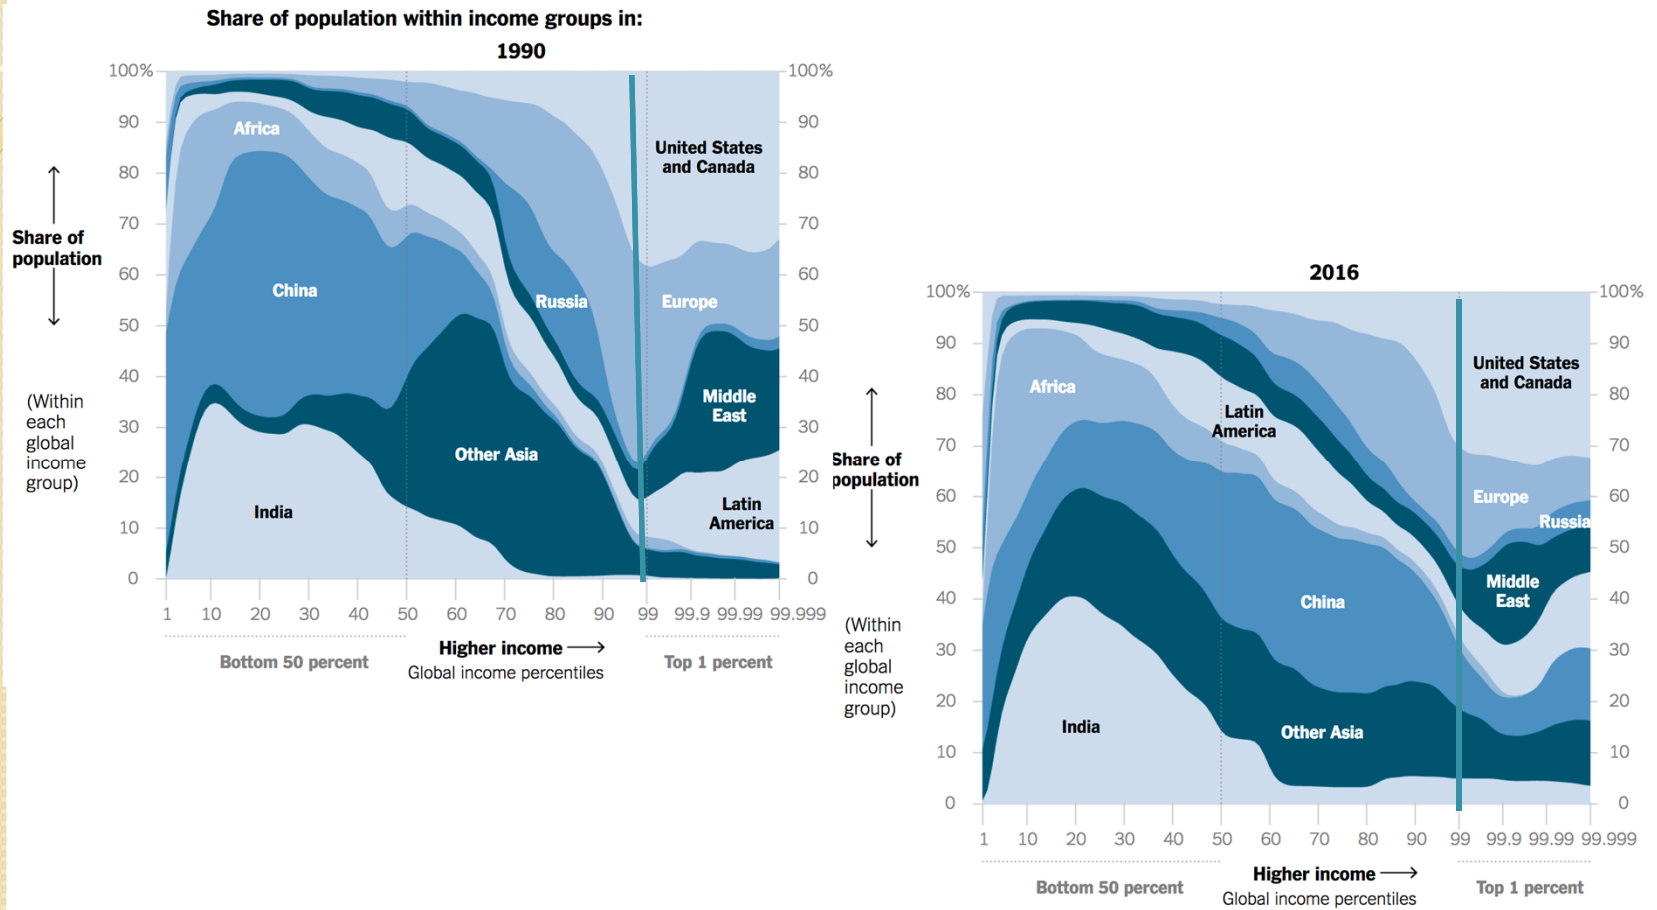 Share of population within income groups in:
1990
100%
90
80
70
60
50
40
30
20
10
0
100%
90
80
70
60
50
40
30
20
10
0
Share of
population
(Within
each
global
income
group)
Africa
China
India
Other Asia
Russia
United States
and Canada
Europe
Middle
East
Latin
America
1 10 20 30 40 50 60 70 80 90 99 99.9 99.99 99.999
Bottom 50 percent
Higher income
Global income percentiles
Top 1 percent
2016
100%
90
80
70
60
50
40
30
20
10
0
100%
90
80
70
60
50
40
30
20
10
0
Share of
population
(Within
each
global
income
group)
Africa
Latin
America
China
India
Other Asia
United States
and Canada
Europe
Russia
Middle
East
1 10 20 30 40 50 60 70 80 90 99 99.9 99.99 99.999
Bottom 50 percent
Higher income
Global income percentiles
Top 1 percent